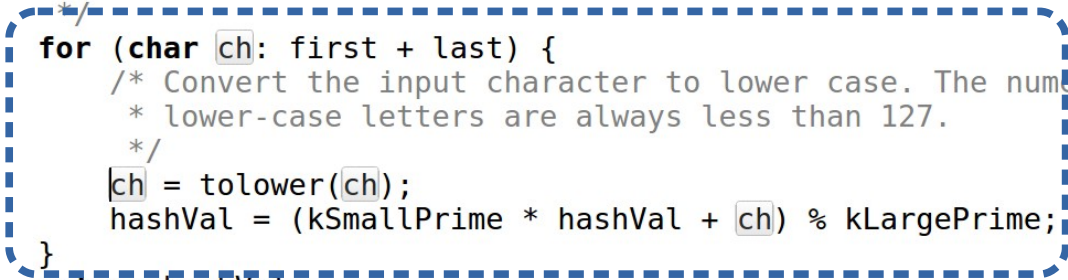 */
for (char ch: first + last) {
/* Convert the input character to lower case. The
* lower-case letters are always less than 127.
*/
ch = tolower(ch);
hashVal = (kSmallPrime * hashVal + ch) % kLargePrime;
}